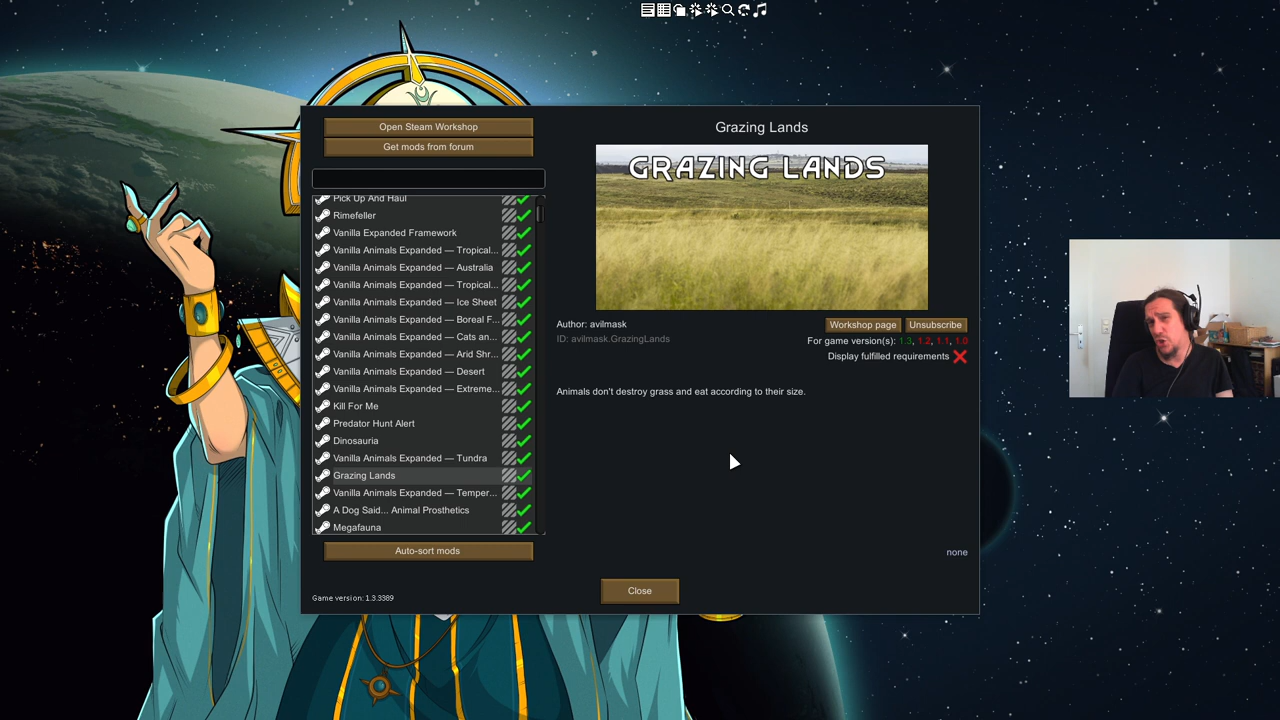 Open Steam Workshop
Get mods from forum
Pick Up And Haul
Rimefeller
Vanilla Expanded Framework
Vanilla Animals Expanded — Tropical...
Vanilla Animals Expanded — Australia
Vanilla Animals Expanded — Tropical...
Vanilla Animals Expanded — Ice Sheet
Vanilla Animals Expanded — Boreal F...
Vanilla Animals Expanded — Cats an...
Vanilla Animals Expanded — Arid Shr...
Vanilla Animals Expanded — Desert
Vanilla Animals Expanded — Extreme...
Kill For Me
Predator Hunt Alert
Dinosauria
Vanilla Animals Expanded — Tundra
Grazing Lands
Vanilla Animals Expanded — Temper...
A Dog Said... Animal Prosthetics
Megafauna
Auto-sort mods
Game version: 1.3.3389
Grazing Lands
GRAZING LANDS
Author: avilmask
ID: avilmask.GrazingLands
Workshop page
Unsubscribe
For game version(s): 1.3, 1.2, 1.1, 1.0
Display fulfilled requirements
Animals don't destroy grass and eat according to their size.
none
Close